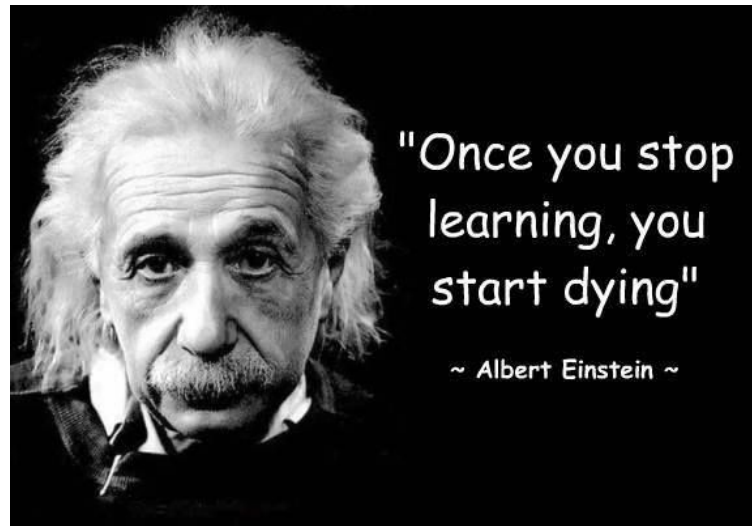 "Once you stop
learning, you
start dying"
~ Albert Einstein ~